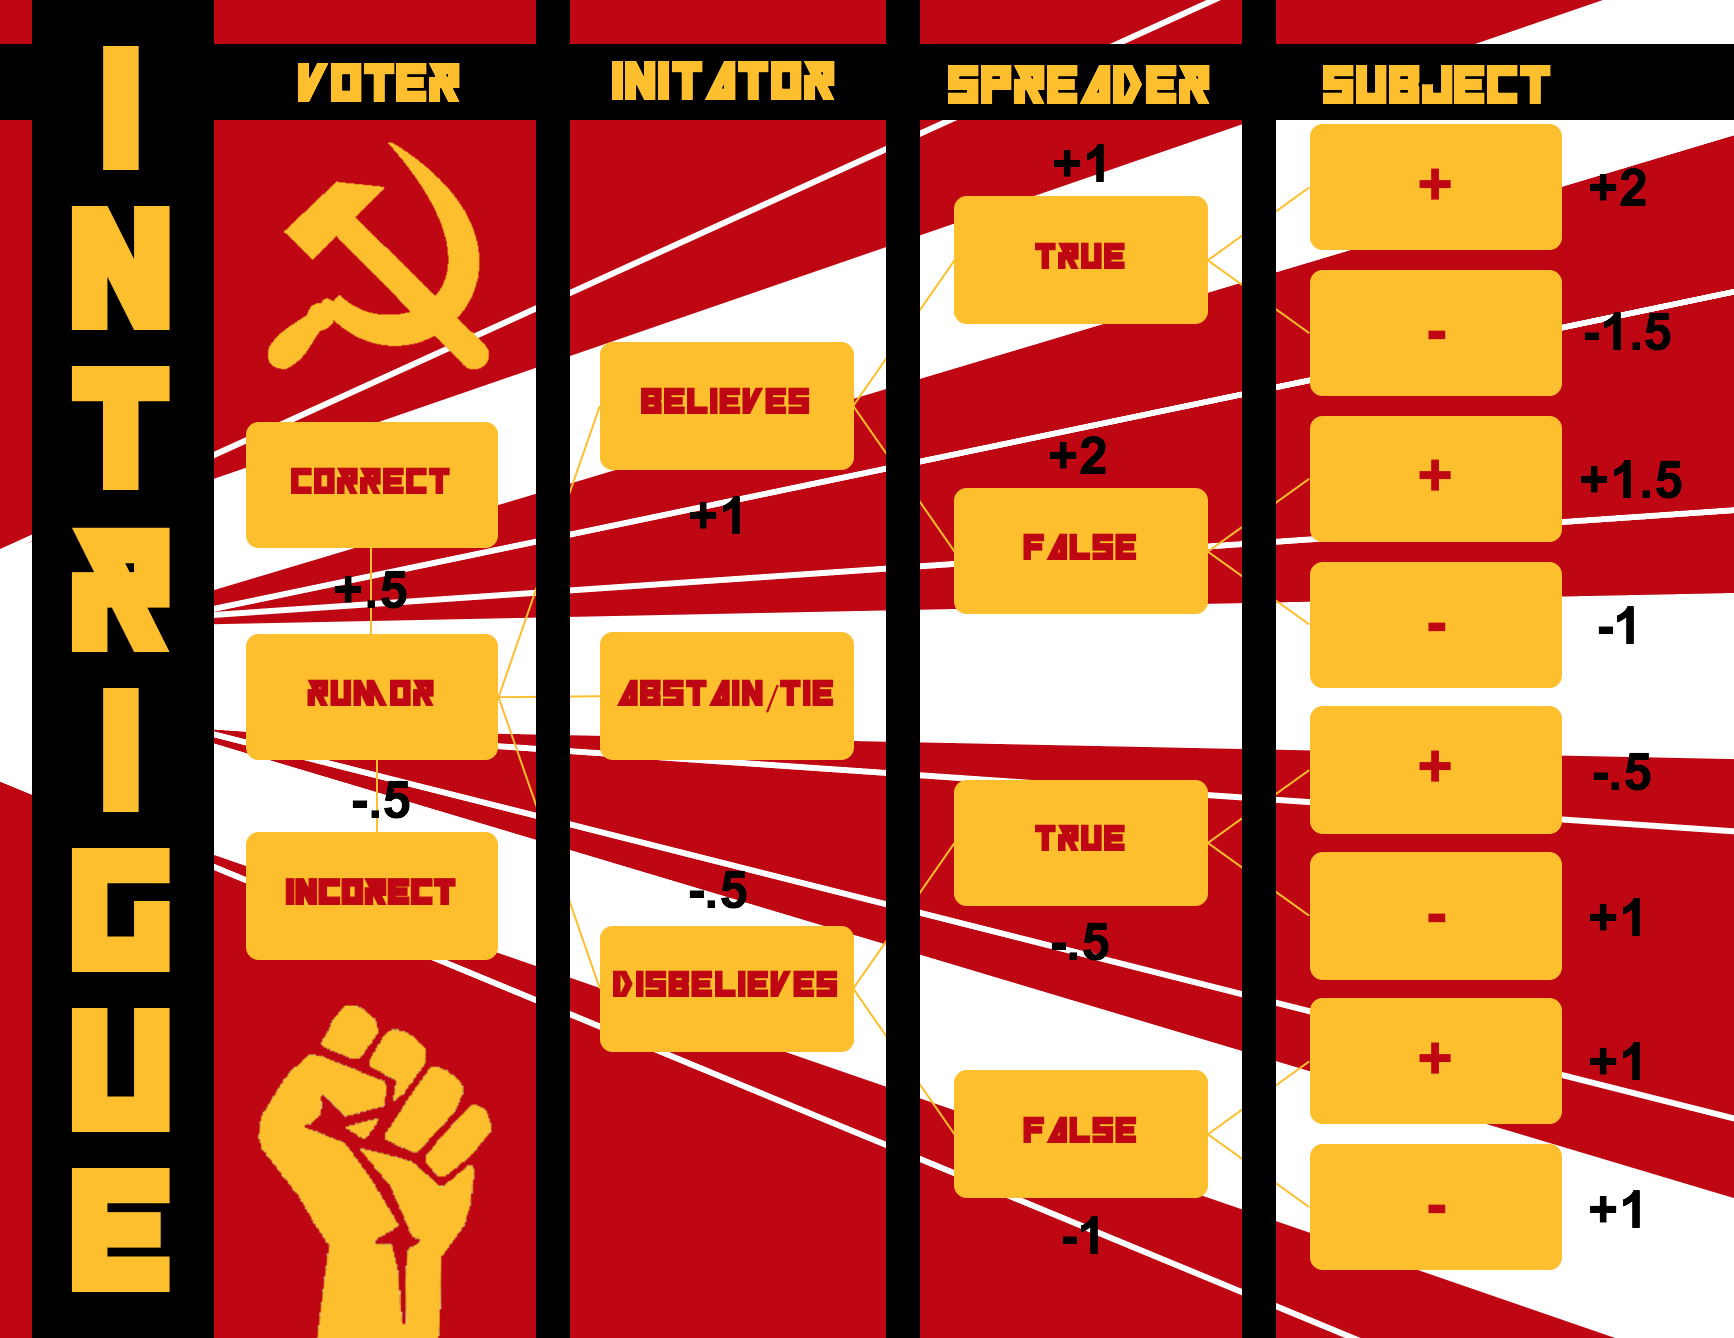 INTRIGUE
VOTER
INITATOR
SPREADER
SUBJECT
CORRECT
+.5
RUMOR
-.5
INCORECT
BELIEVES
+1
ABSTAIN/TIE
-.5
DISBELIEVES
+1
TRUE
+2
FALSE
TRUE
-.5
FALSE
-1
+ +2
- -1.5
+ +1.5
- -1
+ -.5
- +1
+ +1
- +1